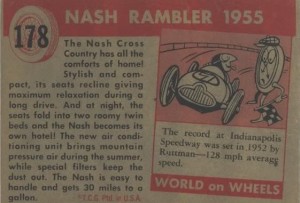 178
NASH RAMBLER 1955
The Nash Cross
Country has all the
comforts of home!
Stylish and com-
pact, its seats recline giving
maximum relaxation during a
long drive. And at night, the
seats fold into two roomy twin
beds and the Nash becomes its
own hotel! The new air condi-
tioning unit brings mountain
pressure air during the summer,
while special filters keep the
dust out. The Nash is easy to
handle and gets 30 miles to a
gallon.
The record at Indianapolis
Speedway was set in 1952 by
Ruttman—128 mph average
speed.
WORLD on WHEELS
T.C.G. Ptd. in U.S.A.